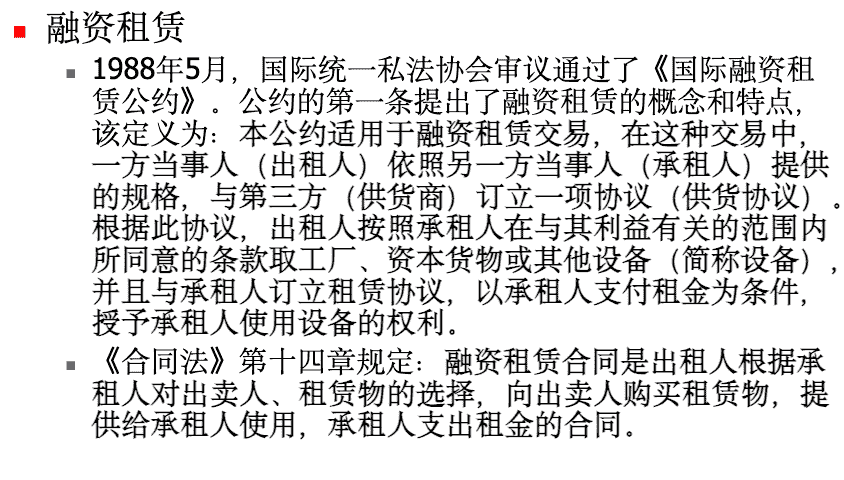 融资租赁
1988年5月，国际统一私法协会审议通过了《国际融资租
赁公约》。公约的第一条提出了融资租赁的概念和特点，
该定义为：本公约适用于融资租赁交易，在这种交易中，
一方当事人（出租人）依照另一方当事人（承租人）提供
的规格，与第三方（供货商）订立一项协议（供货协议）。
根据此协议，出租人按照承租人在与其利益有关的范围内
所同意的条款取工厂、资本货物或其他设备（简称设备），
并且与承租人订立租赁协议，以承租人支付租金为条件，
授予承租人使用设备的权利。
《合同法》第十四章规定：融资租赁合同是出租人根据承
租人对出卖人、租赁物的选择，向出卖人购买租赁物，提
供给承租人使用，承租人支出租金的合同。